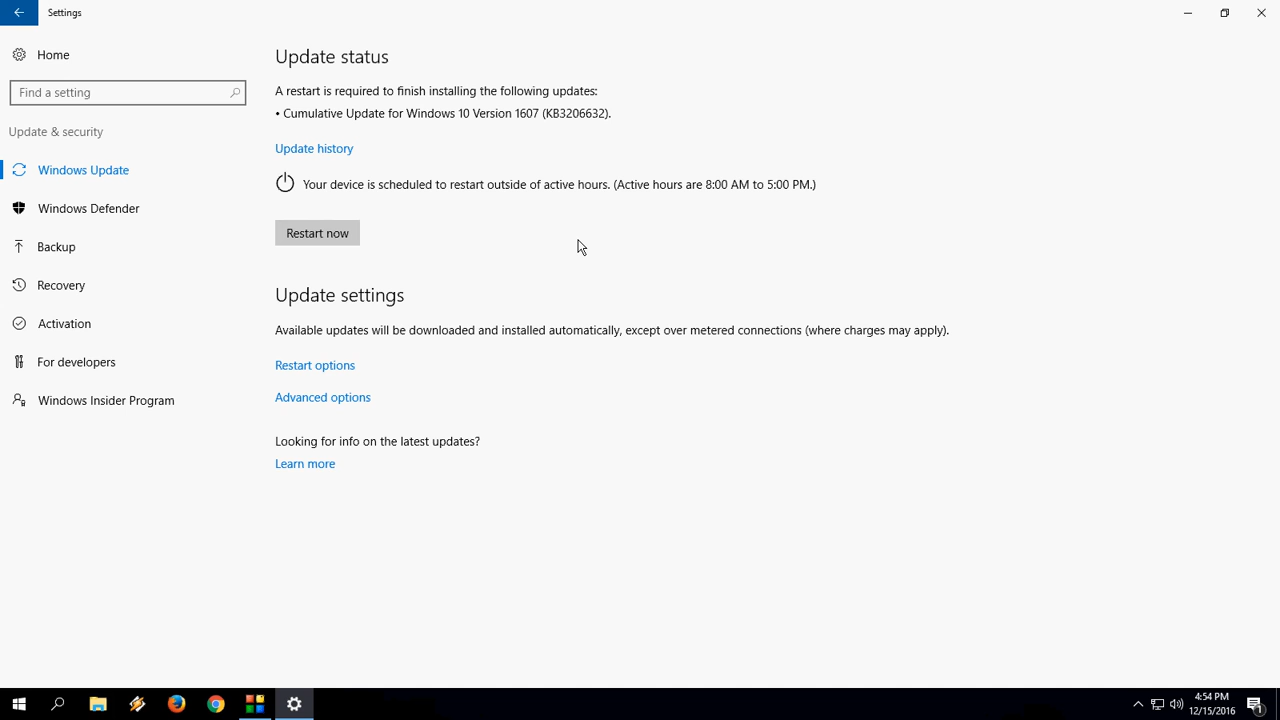 Settings
Home
Find a setting
Update & security
Windows Update
Windows Defender
Backup
Recovery
Activation
For developers
Windows Insider Program
Update status
A restart is required to finish installing the following updates:
• Cumulative Update for Windows 10 Version 1607 (KB3206632).
Update history
Your device is scheduled to restart outside of active hours. (Active hours are 8:00 AM to 5:00 PM.)
Restart now
Update settings
Available updates will be downloaded and installed automatically, except over metered connections (where charges may apply).
Restart options
Advanced options
Looking for info on the latest updates?
Learn more
4:54 PM
12/15/2016
1